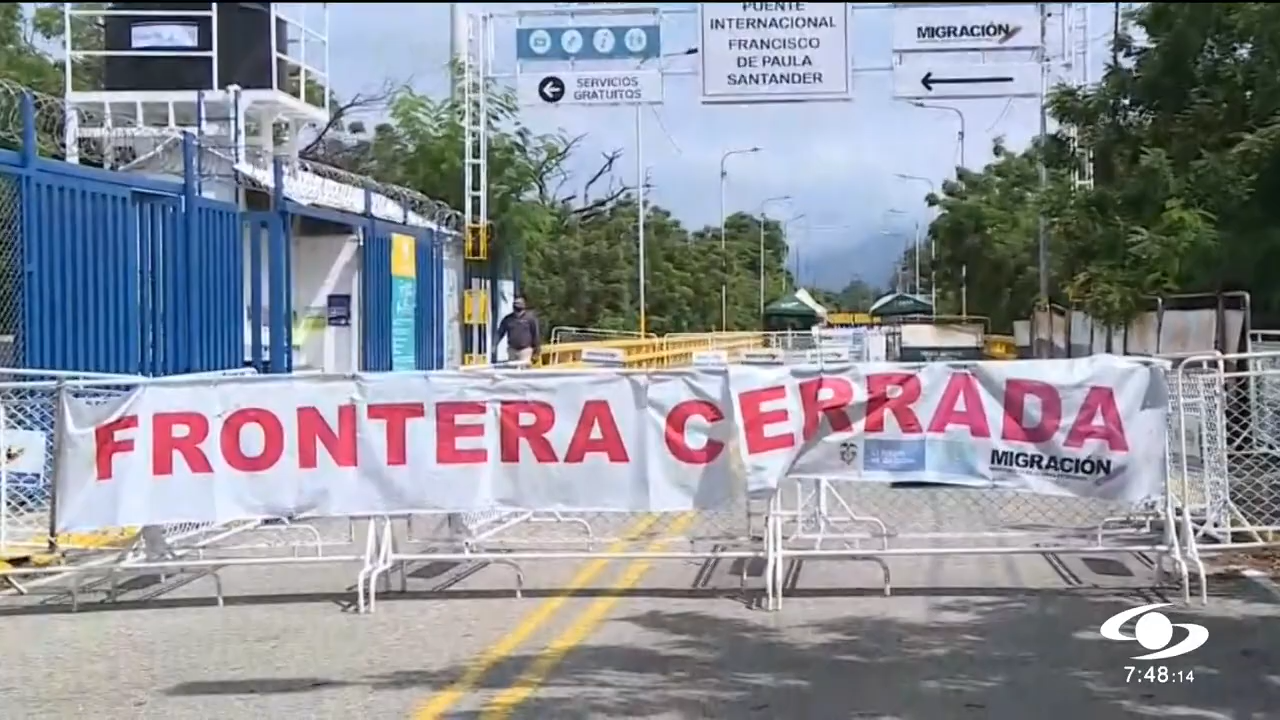 PUENTE
INTERNACIONAL
FRANCISCO
DE PAULA
SANTANDER
MIGRACIÓN
SERVICIOS
GRATUITOS
FRONTERA CERRADA
MIGRACIÓN
7:48:14